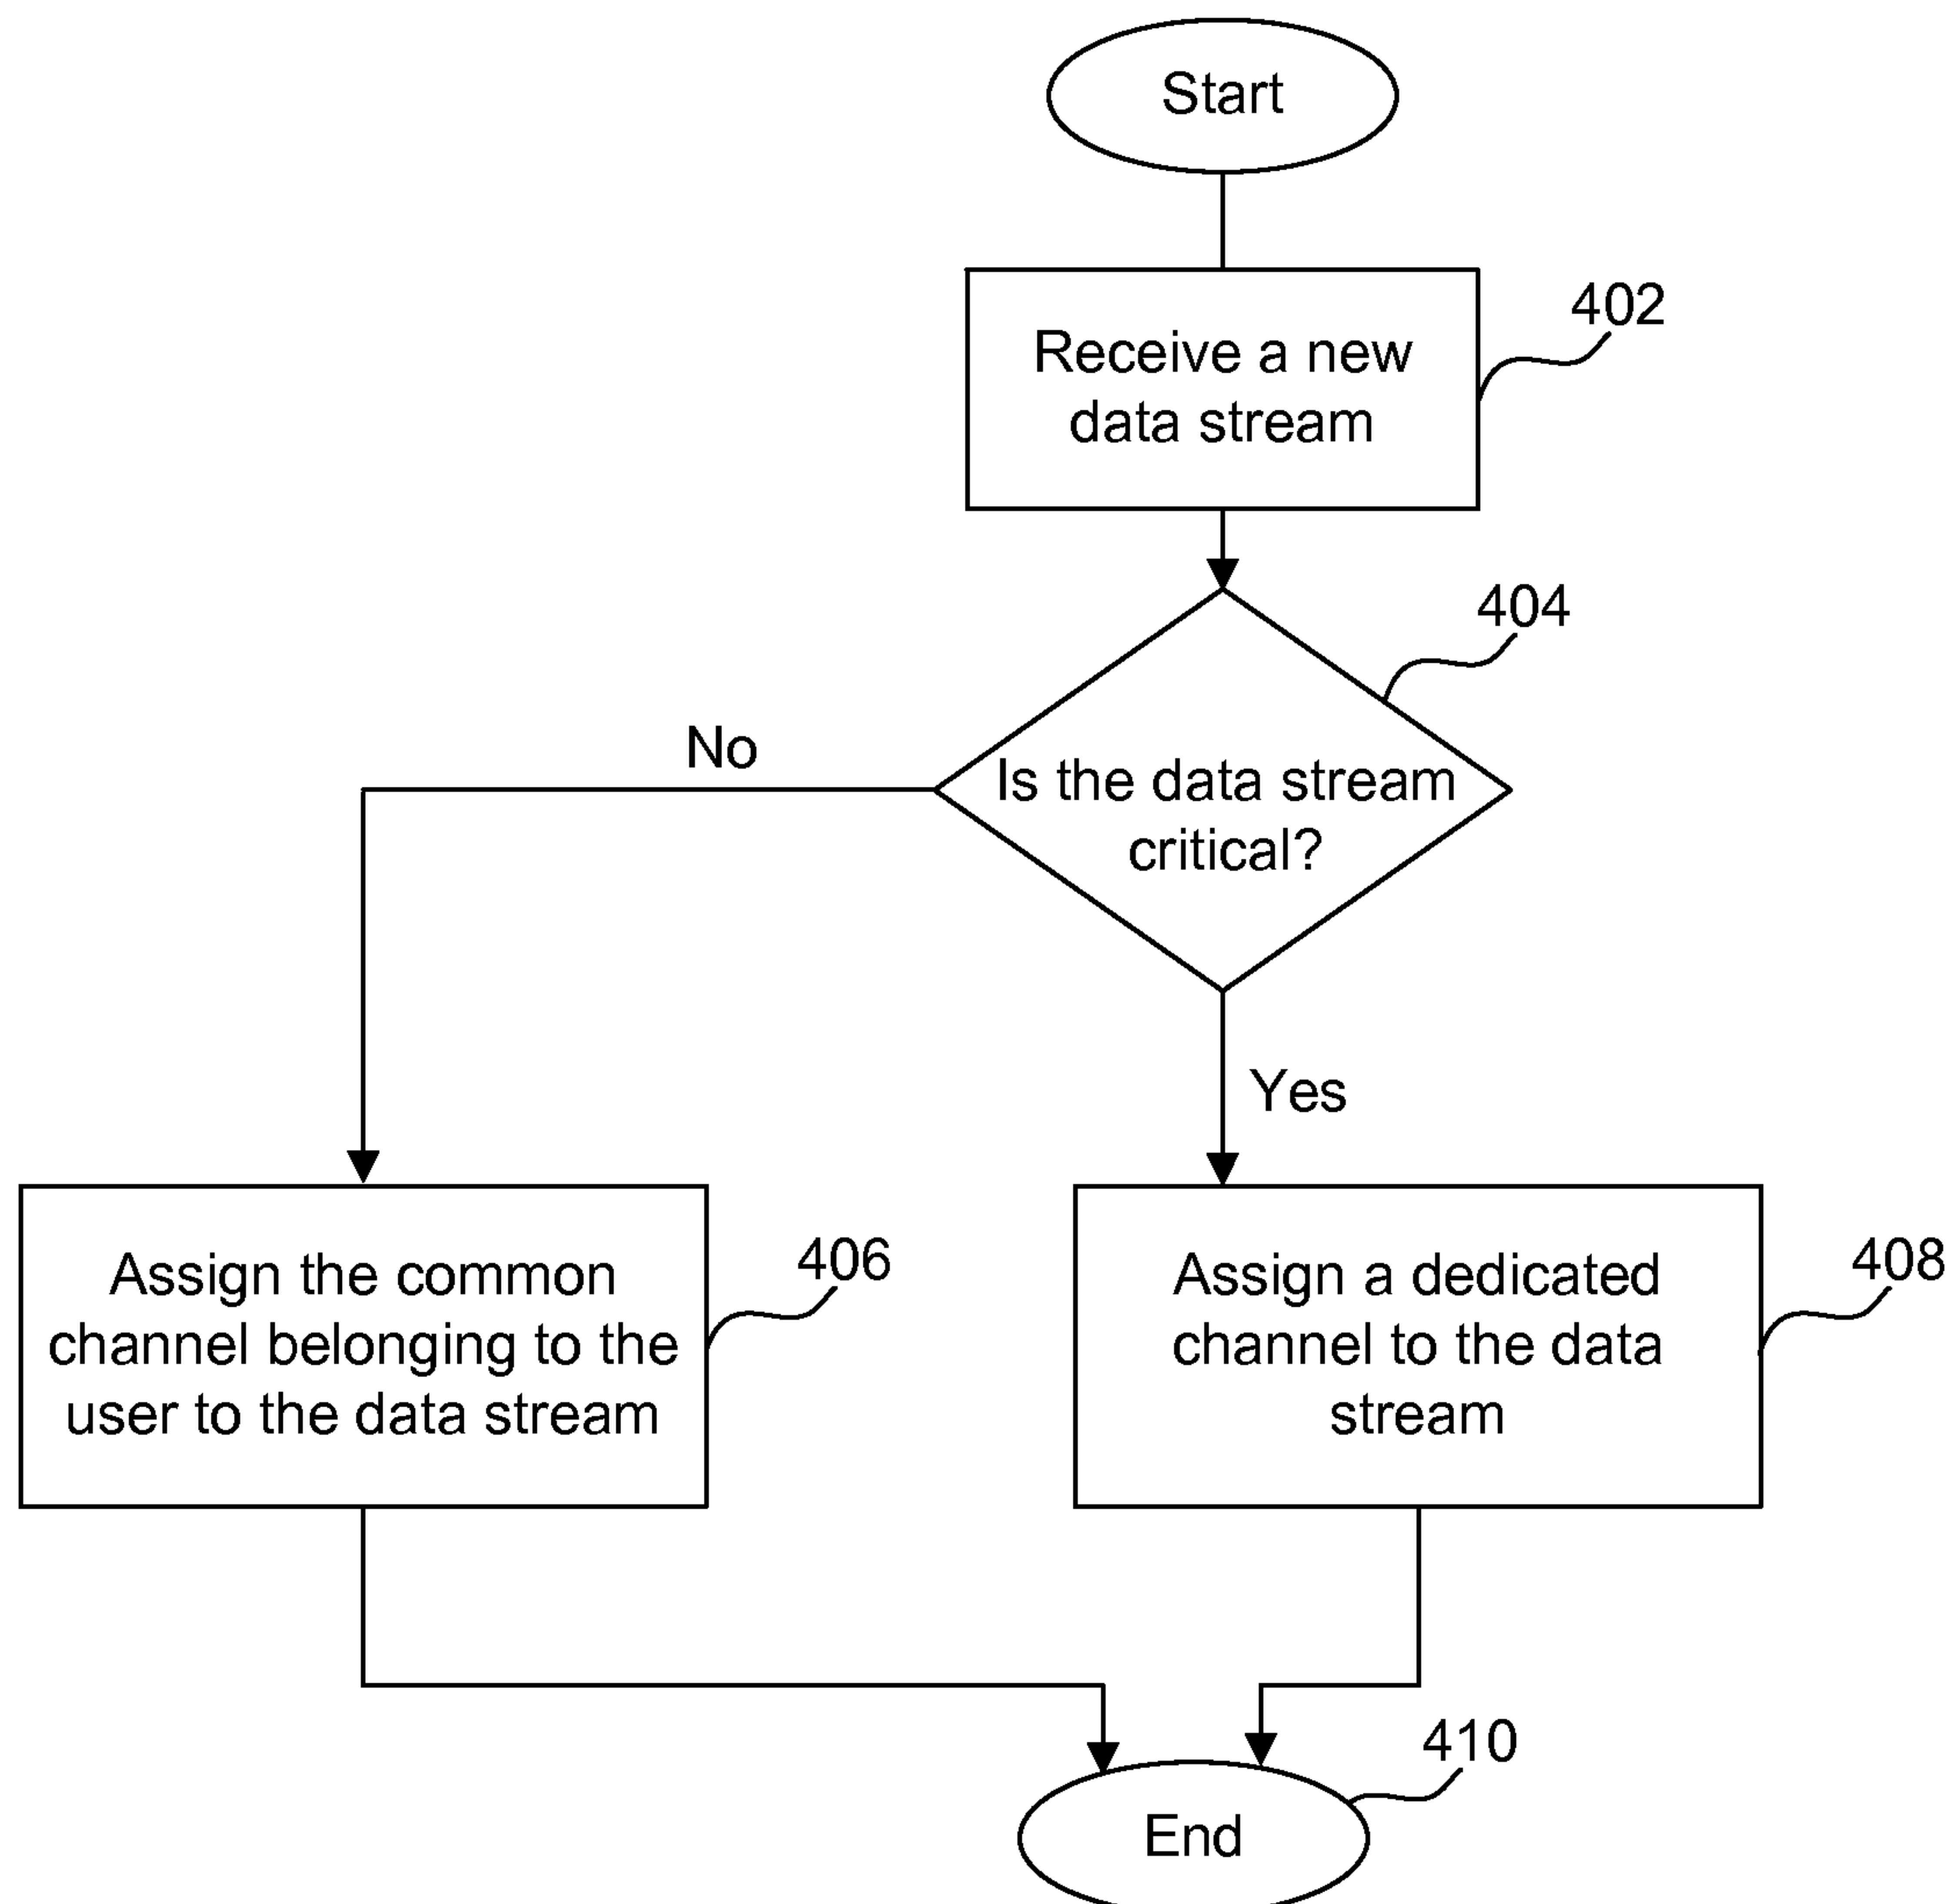 Start
Receive a new
data stream
402
404
Is the data stream
critical?
No
Yes
Assign the common
channel belonging to the
user to the data stream
406
Assign a dedicated
channel to the data
stream
408
410
End